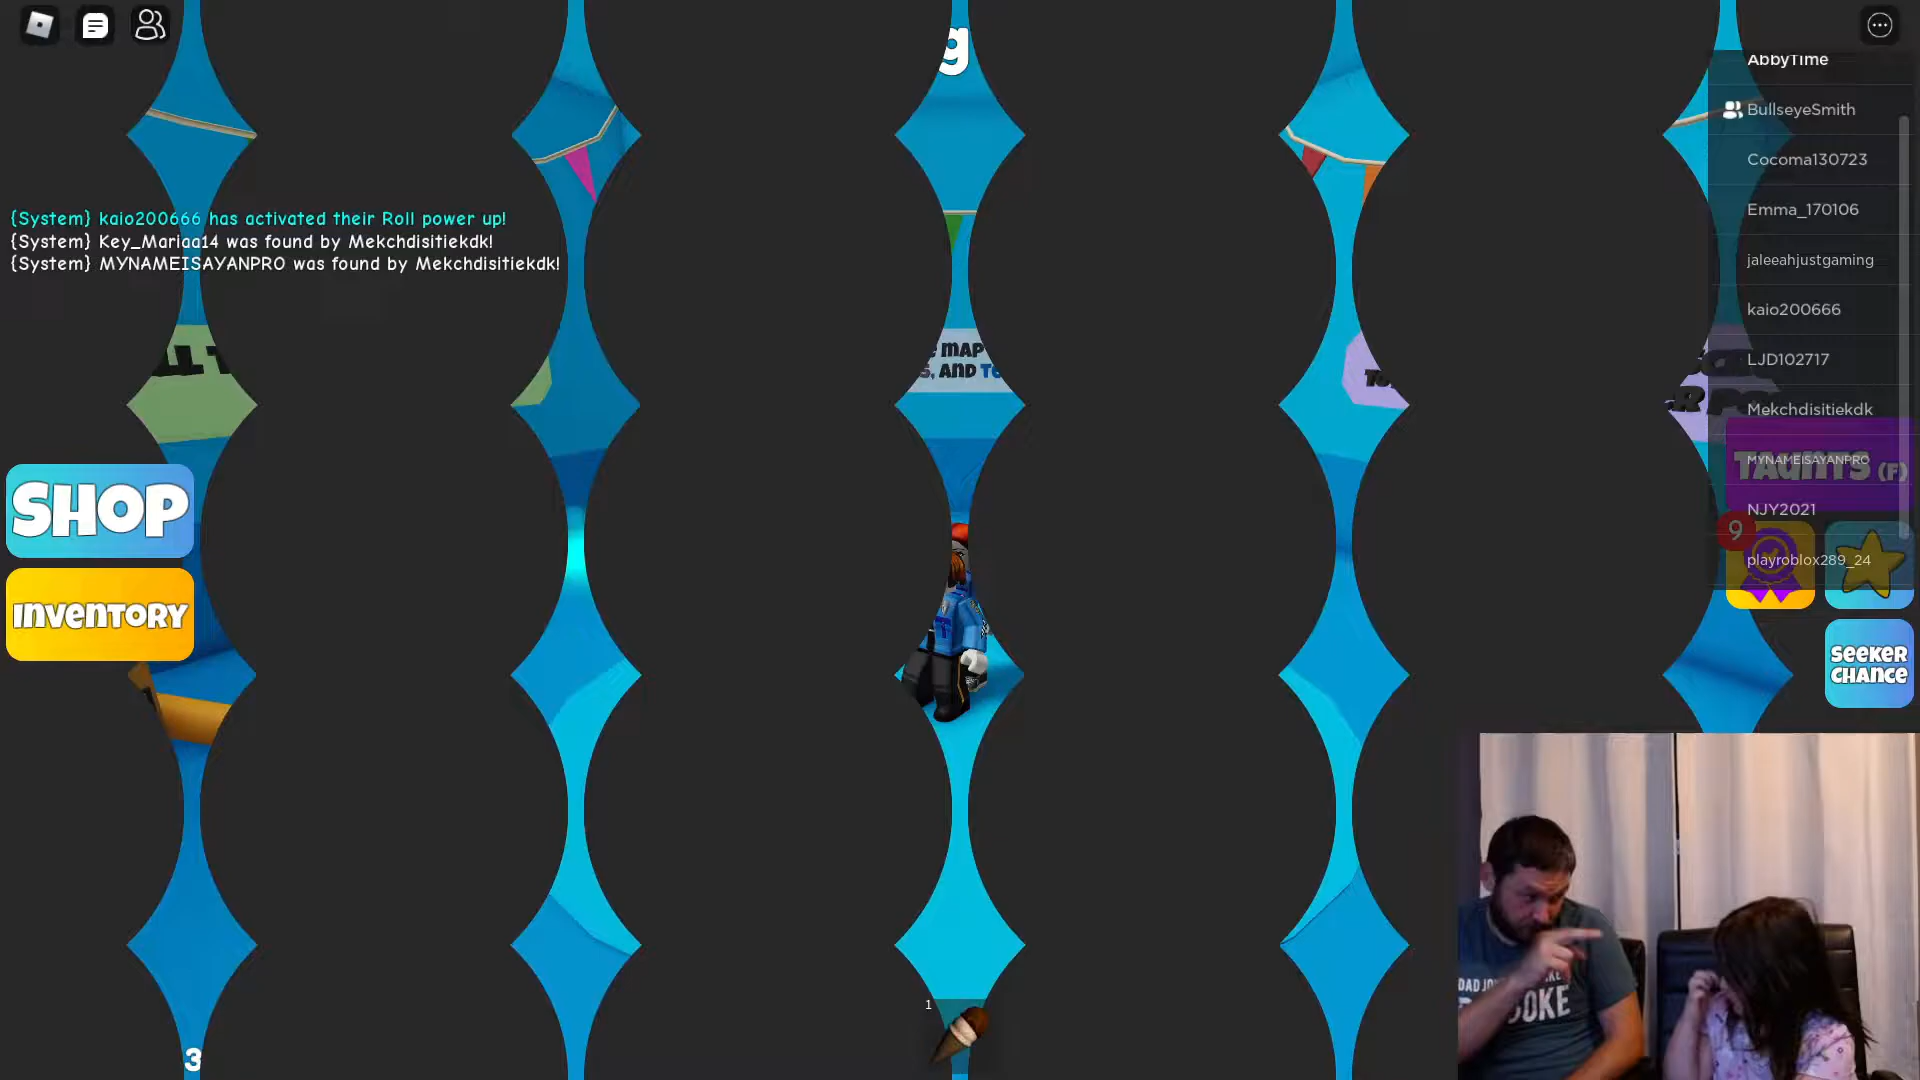 g
AbbyTime
BullseyeSmith
Cocoma130723
Emma_170106
jaleeahjustgaming
kaio200666
LJD102717
Mekchdisitiekdk
MYNAMEISAYANPRO
NJY2021
playroblox289_24
{System} kaio200666 has activated their Roll power up!
{System} Key_Mariaa14 was found by Mekchdisitiekdk!
{System} MYNAMEISAYANPRO was found by Mekchdisitiekdk!
MAP
, AND
SHOP
INVENTORY
TAUNTS (F)
9
SEEKER
CHANCE
1
3
DAD